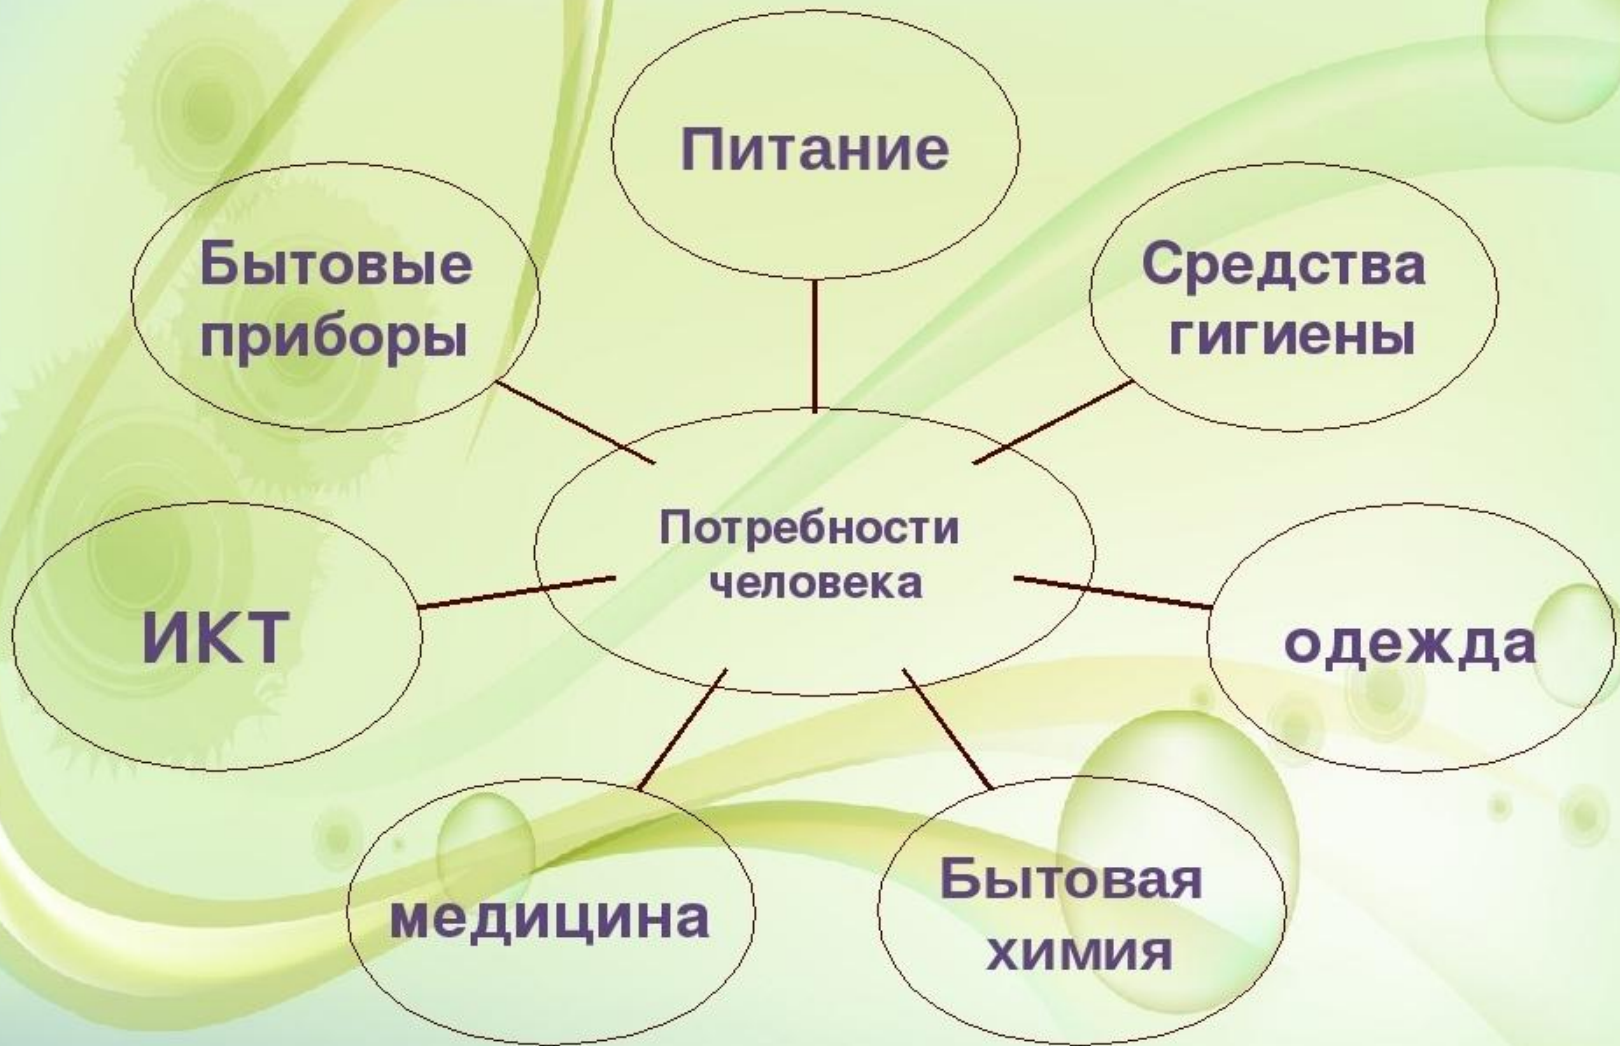 Питание
Бытовые
приборы
Средства
гигиены
Потребности
человека
ИКТ
одежда
медицина
Бытовая
химия